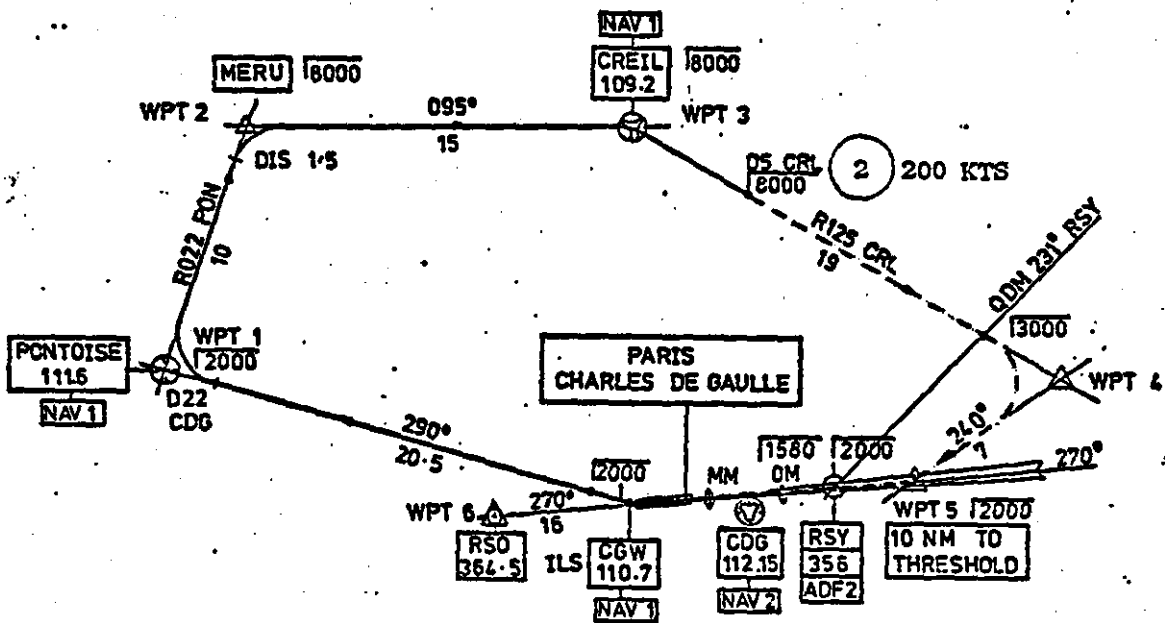 NAV 1
MERU 8000
CREIL 8000
109.2
WPT 2
095°
WPT 3
15
DIS 1.5
D5 CRL
8000
2 200 KTS
R022 PON
10
R125 CRL
19
QDM 231° RSY
3000
WPT 1
2000
PONTOISE
111.6
NAV 1
D22
CDG
PARIS
CHARLES DE GAULLE
WPT 4
240°
7
290°
20.5
2000
MM
1580
OM
2000
270°
270°
16
WPT 6
RSO
364.5
ILS
CGW
110.7
NAV 1
CDG
112.15
NAV 2
RSY
356
ADF2
WPT 5 2000
10 NM TO
THRESHOLD